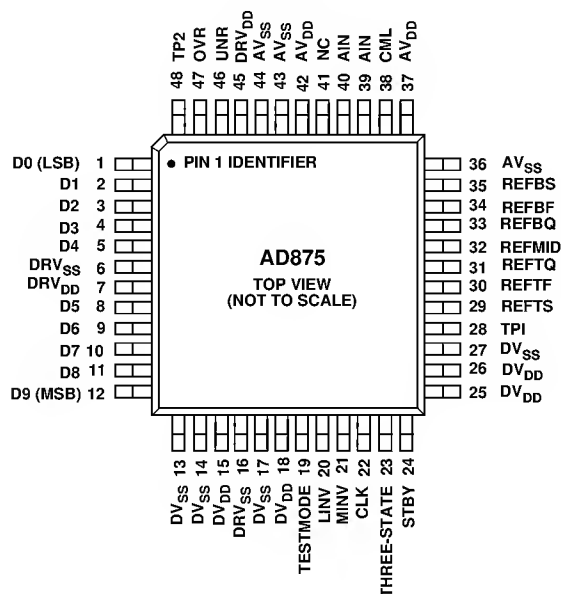 48 TP2
47 OVR
46 UNR
45 DRVDD
44 AVSS
43 AVSS
42 AVDD
41 NC
40 AIN
39 AIN
38 CML
37 AVDD
D0 (LSB) 1
D1 2
D2 3
D3 4
D4 5
DRVSS 6
DRVDD 7
D5 8
D6 9
D7 10
D8 11
D9 (MSB) 12
PIN 1 IDENTIFIER
AD875
TOP VIEW
(NOT TO SCALE)
36 AVSS
35 REFBS
34 REFBF
33 REFBQ
32 REFMID
31 REFTQ
30 REFTF
29 REFTS
28 TPI
27 DVSS
26 DVDD
25 DVDD
DVSS 13
DVSS 14
DVDD 15
DRVSS 16
DVSS 17
DVDD 18
TESTMODE 19
LINV 20
MINV 21
CLK 22
THREE-STATE 23
STBY 24